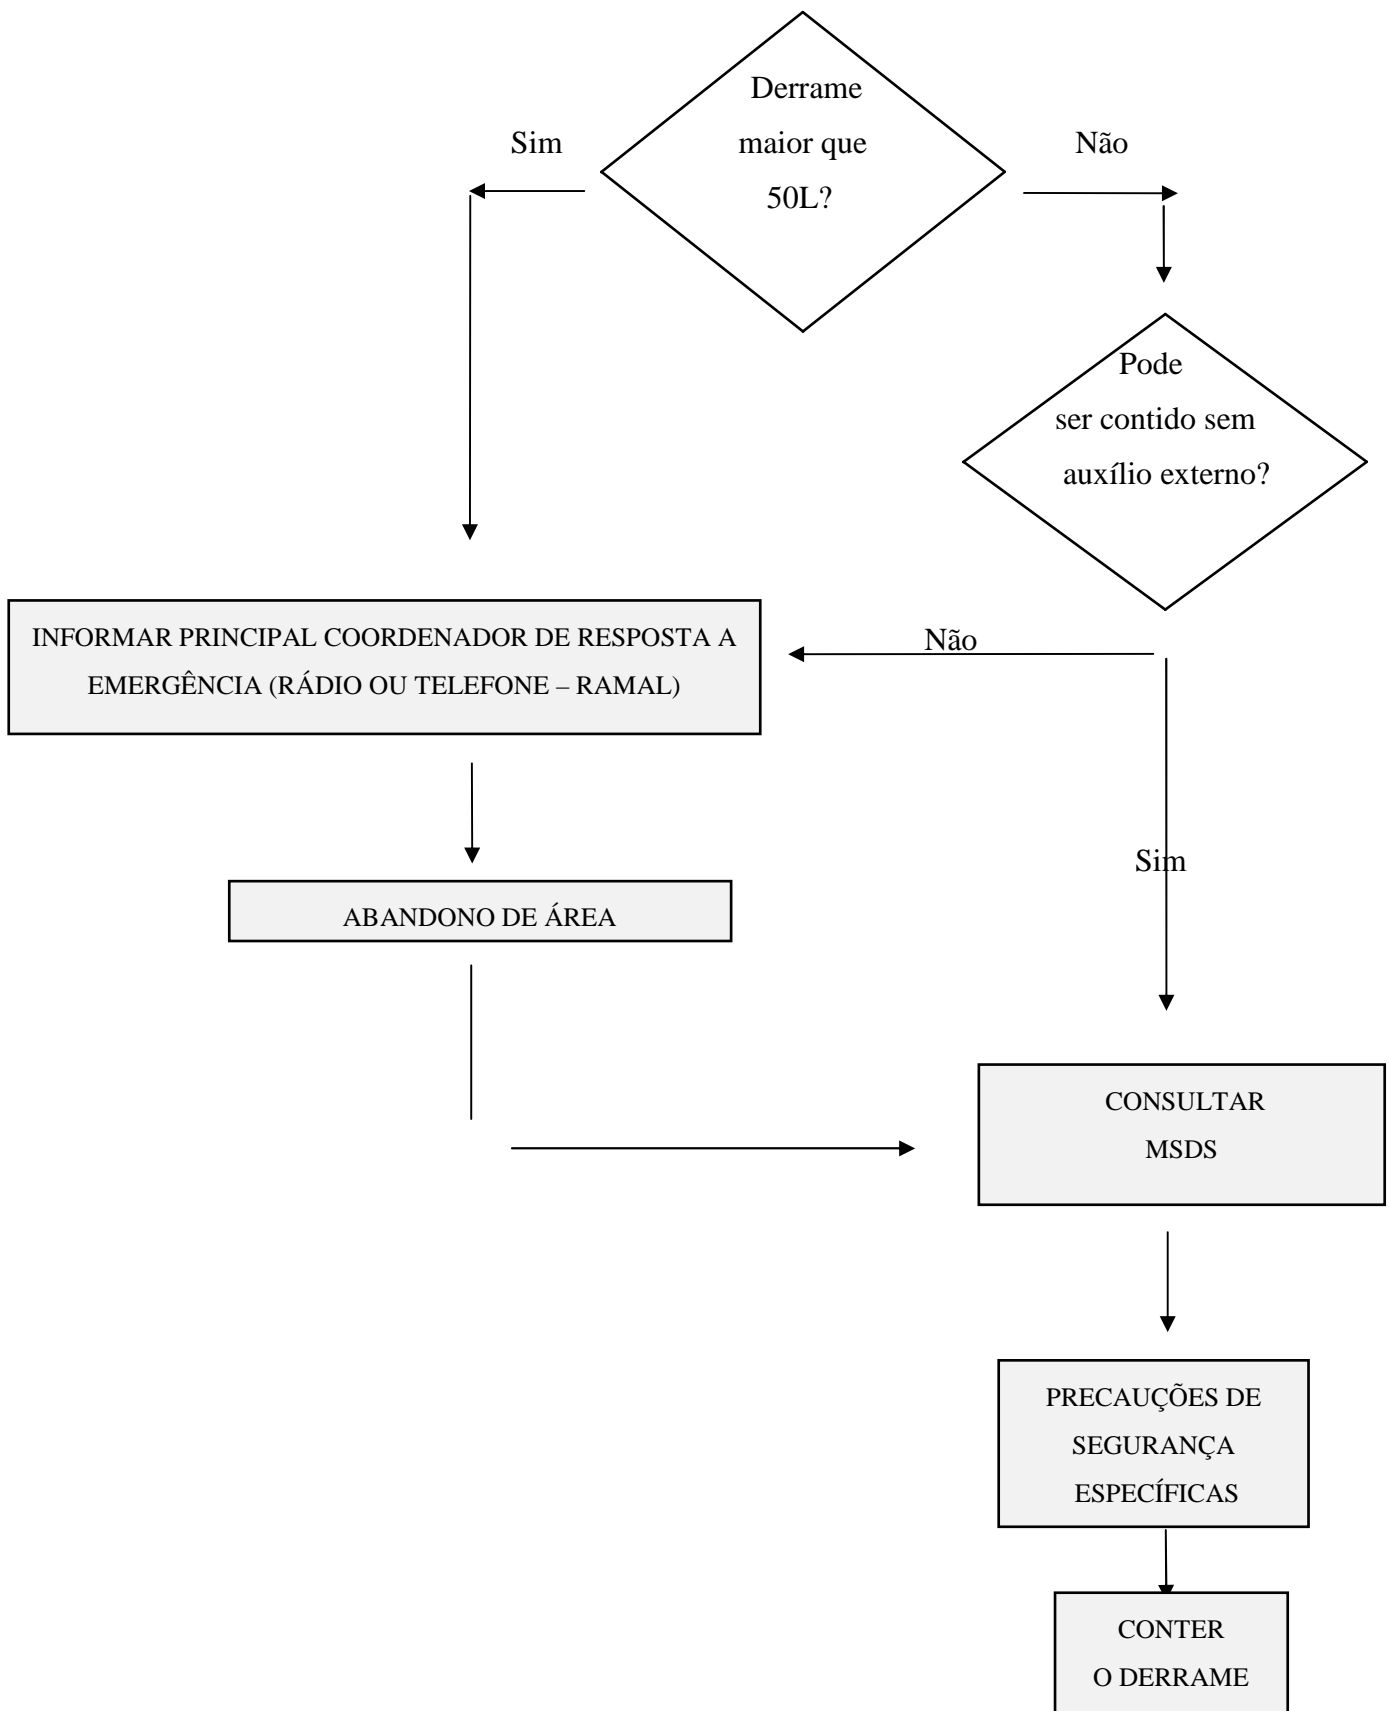 Derrame
maior que
50L?
Sim
Não
Pode
ser contido sem
auxílio externo?
INFORMAR PRINCIPAL COORDENADOR DE RESPOSTA A
EMERGÊNCIA (RÁDIO OU TELEFONE – RAMAL)
Não
ABANDONO DE ÁREA
Sim
CONSULTAR
MSDS
PRECAUÇÕES DE
SEGURANÇA
ESPECÍFICAS
CONTER
O DERRAME